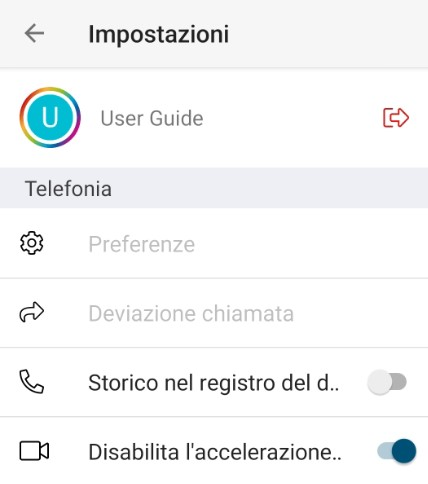 Impostazioni
U
User Guide
Telefonia
Preferenze
Deviazione chiamata
Storico nel registro del d..
Disabilita l'accelerazione..